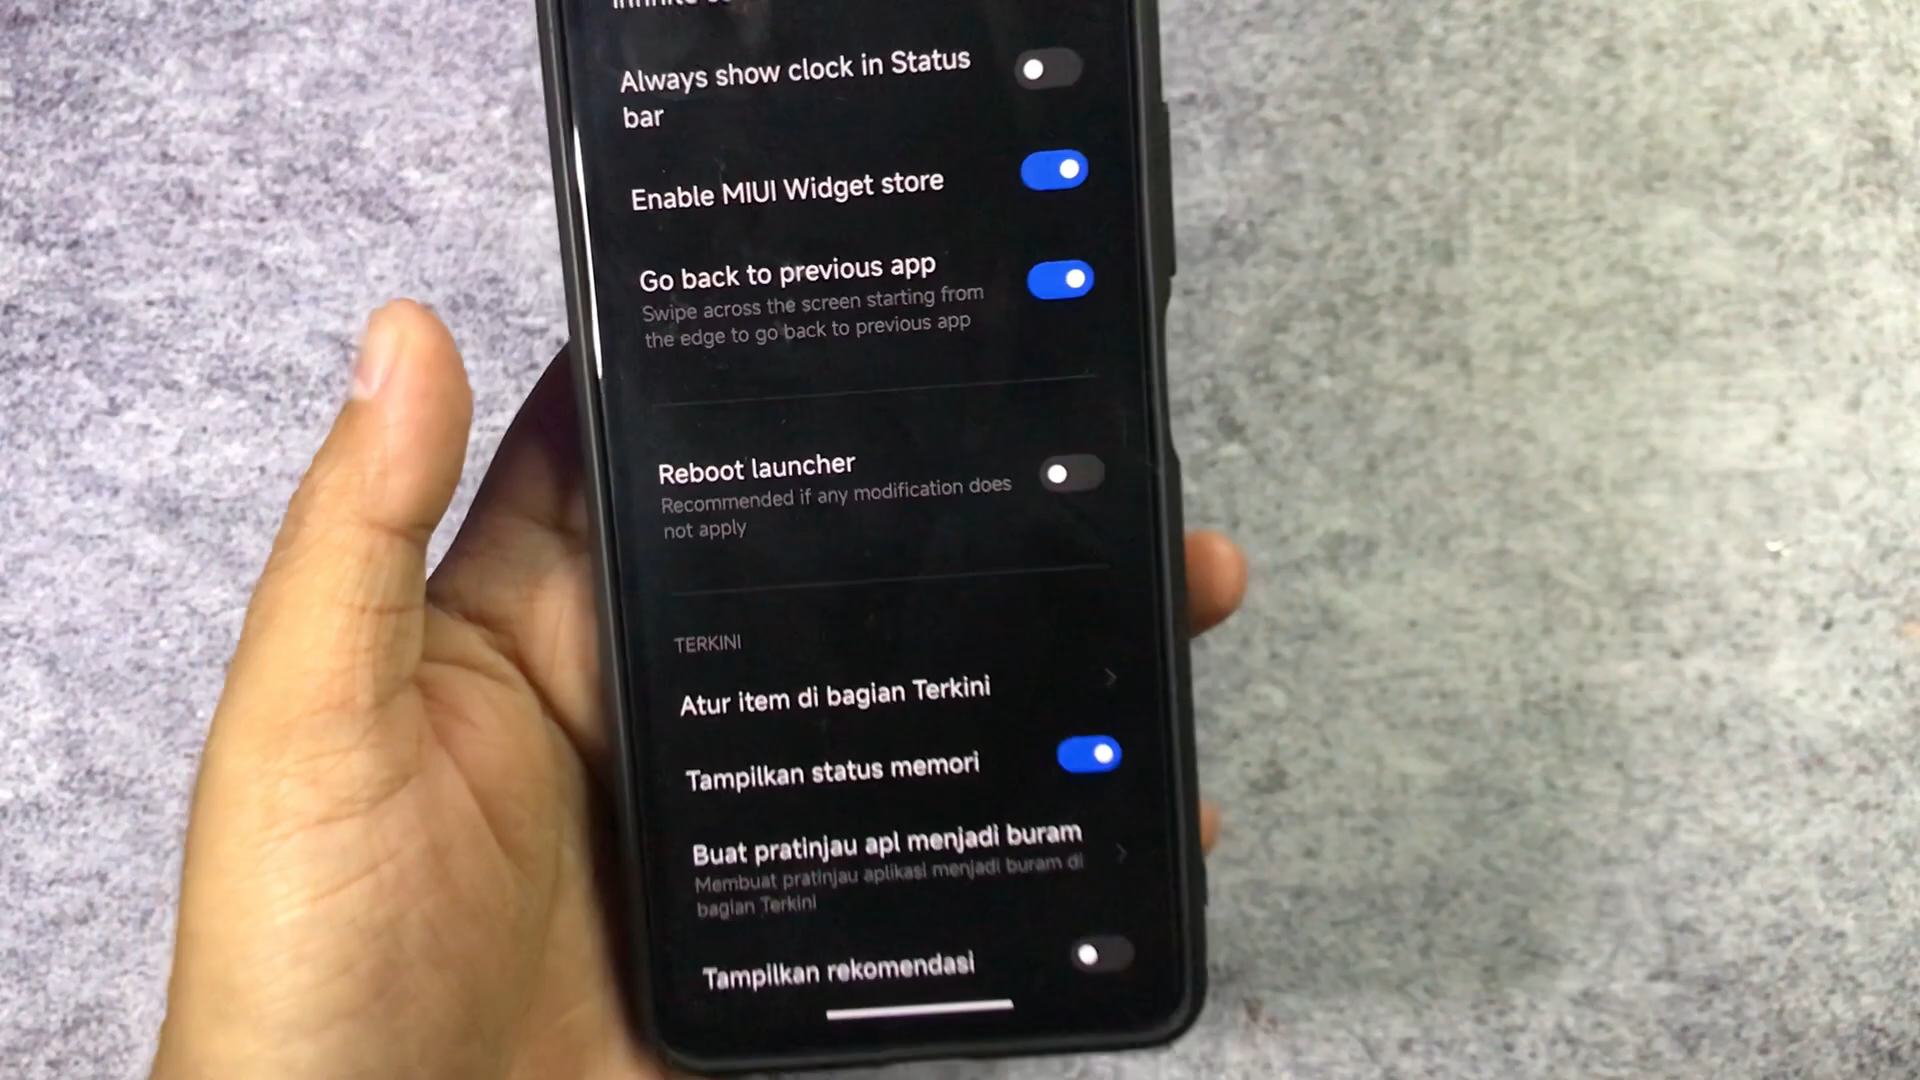 Always show clock in Status
bar
Enable MIUI Widget store
Go back to previous app
Swipe across the screen starting from
the edge to go back to previous app
Reboot launcher
Recommended if any modification does
not apply
TERKINI
Atur item di bagian Terkini
Tampilkan status memori
Buat pratinjau apl menjadi buram
Membuat pratinjau aplikasi menjadi buram di
bagian Terkini
Tampilkan rekomendasi